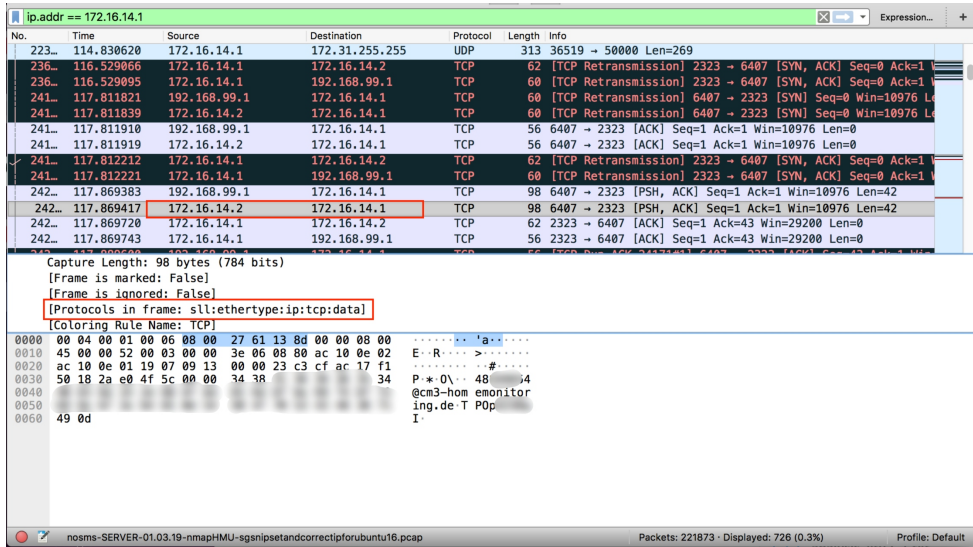 ip.addr == 172.16.14.1 Expression... +
No. Time Source Destination Protocol Length Info
223… 114.830620 172.16.14.1 172.31.255.255 UDP 313 36519 → 50000 Len=269
236… 116.529066 172.16.14.1 172.16.14.2 TCP 62 [TCP Retransmission] 2323 → 6407 [SYN, ACK] Seq=0 Ack=1
236… 116.529095 172.16.14.1 192.168.99.1 TCP 60 [TCP Retransmission] 2323 → 6407 [SYN, ACK] Seq=0 Ack=1
241… 117.811821 192.168.99.1 172.16.14.1 TCP 60 [TCP Retransmission] 6407 → 2323 [SYN] Seq=0 Win=10976
241… 117.811839 172.16.14.2 172.16.14.1 TCP 60 [TCP Retransmission] 6407 → 2323 [SYN] Seq=0 Win=10976
241… 117.811910 192.168.99.1 172.16.14.1 TCP 56 6407 → 2323 [ACK] Seq=1 Ack=1 Win=10976 Len=0
241… 117.811919 172.16.14.2 172.16.14.1 TCP 56 6407 → 2323 [ACK] Seq=1 Ack=1 Win=10976 Len=0
241… 117.812212 172.16.14.1 172.16.14.2 TCP 62 [TCP Retransmission] 2323 → 6407 [SYN, ACK] Seq=0 Ack=1
241… 117.812221 172.16.14.1 192.168.99.1 TCP 60 [TCP Retransmission] 2323 → 6407 [SYN, ACK] Seq=0 Ack=1
242… 117.869383 192.168.99.1 172.16.14.1 TCP 98 6407 → 2323 [PSH, ACK] Seq=1 Ack=1 Win=10976 Len=42
242… 117.869417 172.16.14.2 172.16.14.1 TCP 98 6407 → 2323 [PSH, ACK] Seq=1 Ack=1 Win=10976 Len=42
242… 117.869720 172.16.14.1 172.16.14.2 TCP 62 2323 → 6407 [ACK] Seq=1 Ack=43 Win=29200 Len=0
242… 117.869743 172.16.14.1 192.168.99.1 TCP 56 2323 → 6407 [ACK] Seq=1 Ack=43 Win=29200 Len=0
Capture Length: 98 bytes (784 bits)
[Frame is marked: False]
[Frame is ignored: False]
[Protocols in frame: sll:ethertype:ip:tcp:data]
[Coloring Rule Name: TCP]
0000 00 04 00 01 00 06 08 00 27 61 13 8d 00 00 08 00 ········ 'a······
0010 45 00 00 52 00 03 00 00 3e 06 08 80 ac 10 0e 02 E··R···· >·······
0020 ac 10 0e 01 19 07 09 13 00 00 23 c3 cf ac 17 f1 ········ ··#·····
0030 50 18 2a e0 4f 5c 00 00 34 38 34 P·*·O\·· 48 64
0040 @cm3-hom emonitor
0050 ing.de·T POp
0060 49 0d I·
nosms-SERVER-01.03.19-nmapHMU-sgsnipsetandcorrectipforubuntu16.pcap Packets: 221873 · Displayed: 726 (0.3%) Profile: Default